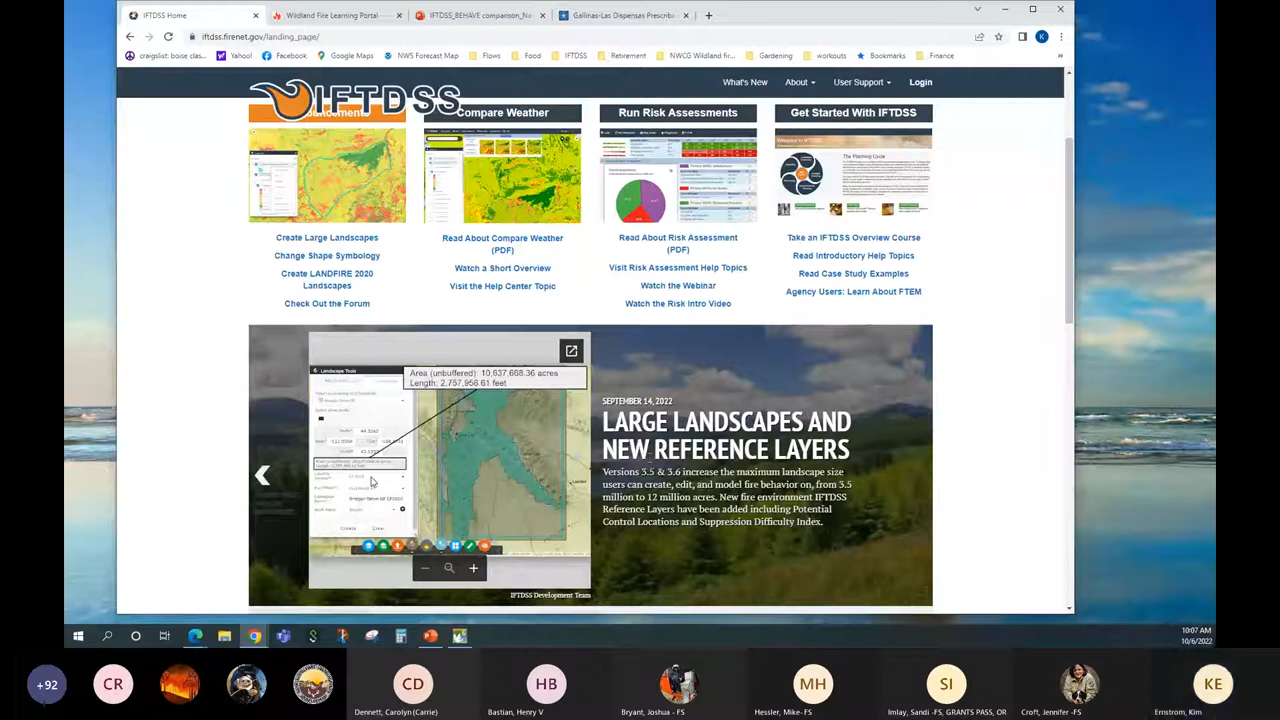 IFTDSS Home
Wildland Fire Learning Portal
IFTDSS_BEHAVE comparison_Na
Gallinas-Las Dispensas Prescrib
iftdss.firenet.gov/landing_page/
craigslist: boise clas...
Yahoo!
Facebook
Google Maps
NWS Forecast Map
Flows
Food
IFTDSS
Retirement
NWCG Wildland fir...
Gardening
workouts
Bookmarks
Finance
K
IFTDSS
What's New
About
User Support
Login
Compare Weather
Run Risk Assessments
Get Started With IFTDSS
The Planning Cycle
Create Large Landscapes
Change Shape Symbology
Create LANDFIRE 2020
Landscapes
Check Out the Forum
Read About Compare Weather
(PDF)
Watch a Short Overview
Visit the Help Center Topic
Read About Risk Assessment
(PDF)
Visit Risk Assessment Help Topics
Watch the Webinar
Watch the Risk Intro Video
Take an IFTDSS Overview Course
Read Introductory Help Topics
Read Case Study Examples
Agency Users: Learn About FTEM
Landscape Tools
Area (unbuffered): 10,637,668.36 acres
Length: 2,757,956.61 feet
Create
SEPTEMBER 14, 2022
LARGE LANDSCAPES AND
NEW REFERENCE LAYERS
Versions 3.5 & 3.6 increase the maximum landscape size
users can create, edit, and model fire behavior on, from 3.5
million to 12 million acres. New fire environment IFTDSS
Reference Layers have been added including Potential
Control Locations and Suppression Difficulty Index.
IFTDSS Development Team
10:07 AM
10/6/2022
+92
CR
CD
HB
MH
SI
KE
Dennett, Carolyn (Carrie)
Bastian, Henry V
Bryant, Joshua - FS
Hessler, Mike- FS
Imlay, Sandi -FS, GRANTS PASS, OR
Croft, Jennifer -FS
Ernstrom, Kim